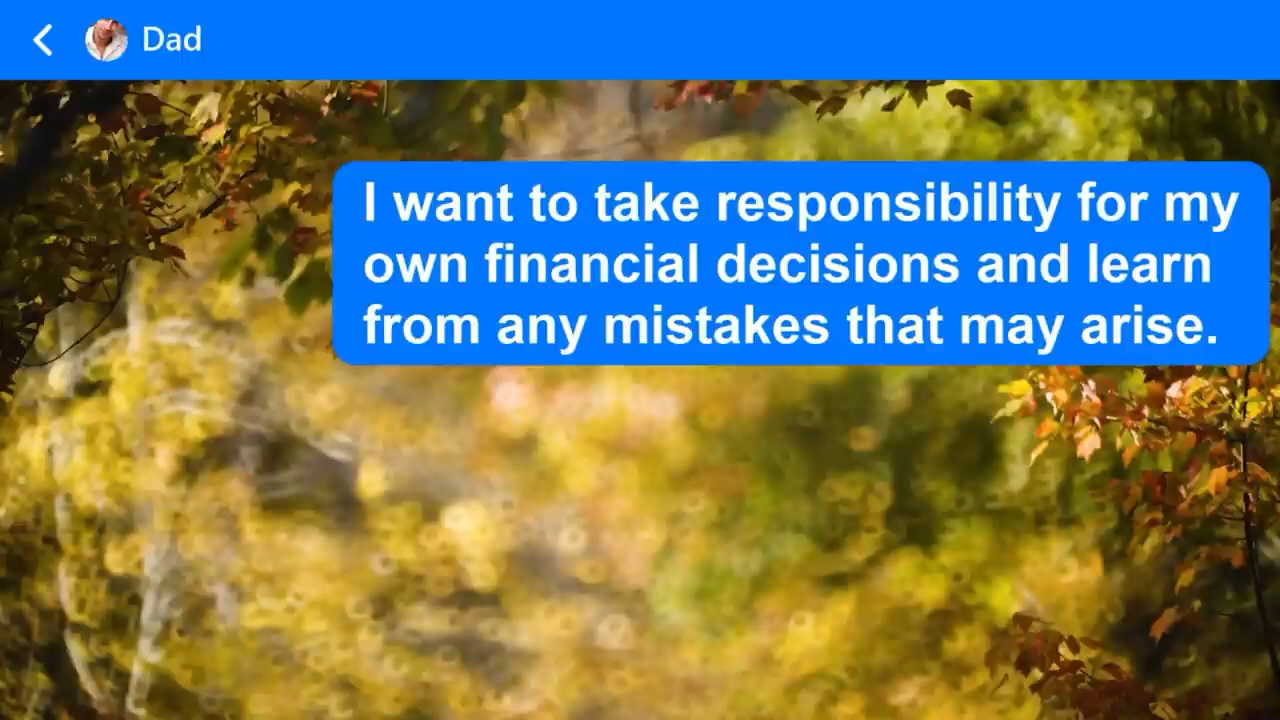 Dad
I want to take responsibility for my
own financial decisions and learn
from any mistakes that may arise.